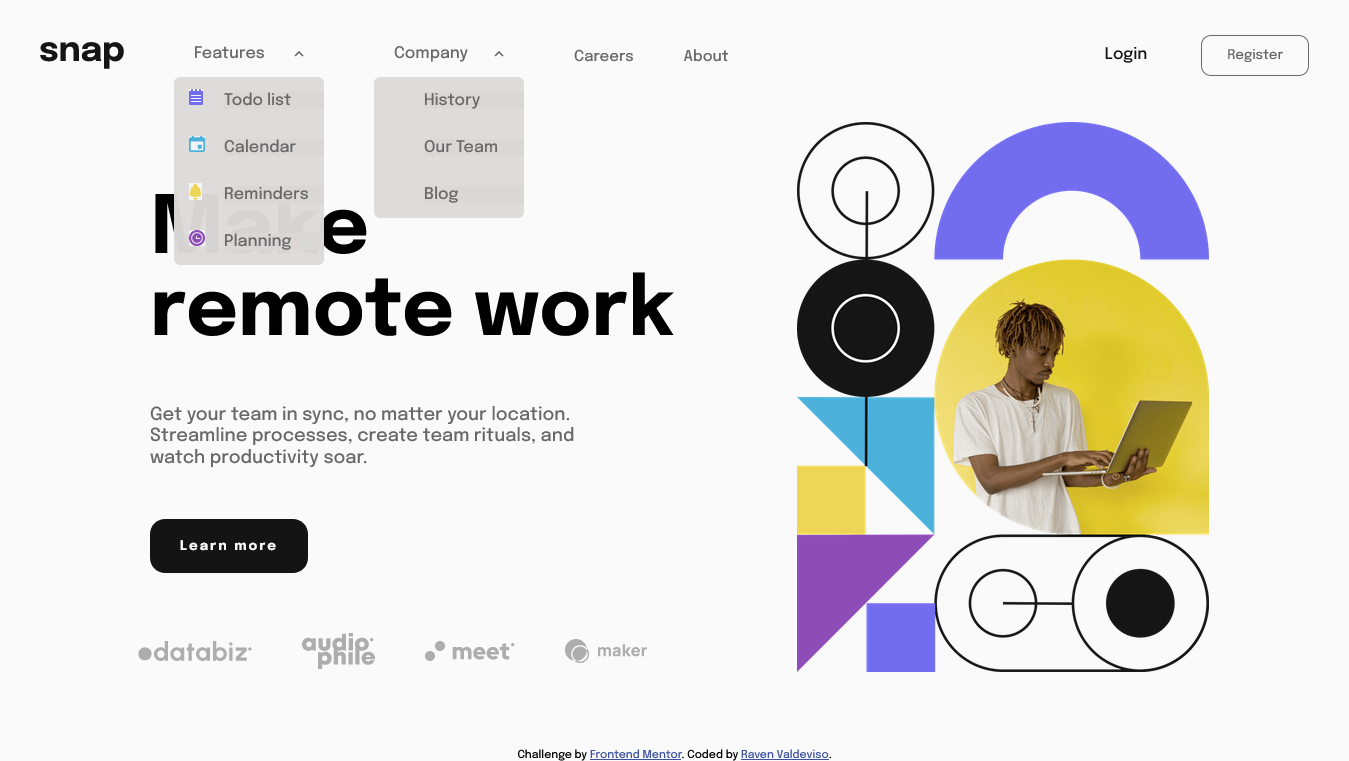 snap
Features
Company
Careers
About
Login
Register
Todo list
Calendar
Reminders
Planning
History
Our Team
Blog
Make
remote work
Get your team in sync, no matter your location.
Streamline processes, create team rituals, and
watch productivity soar.
Learn more
databiz
audiophile
meet
maker
Challenge by Frontend Mentor. Coded by Raven Valdeviso.